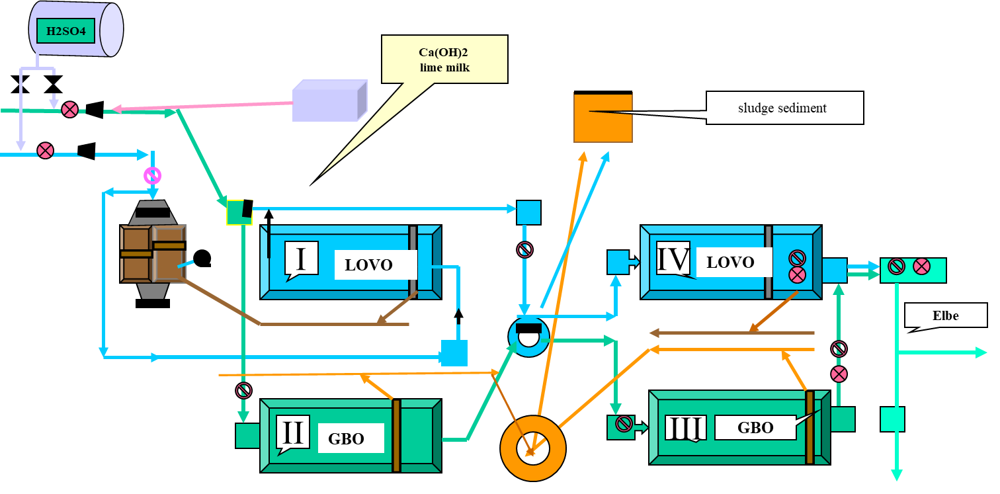 H2SO4
Ca(OH)2
lime milk
sludge sediment
I
LOVO
IV
LOVO
Elbe
II
GBO
III
GBO